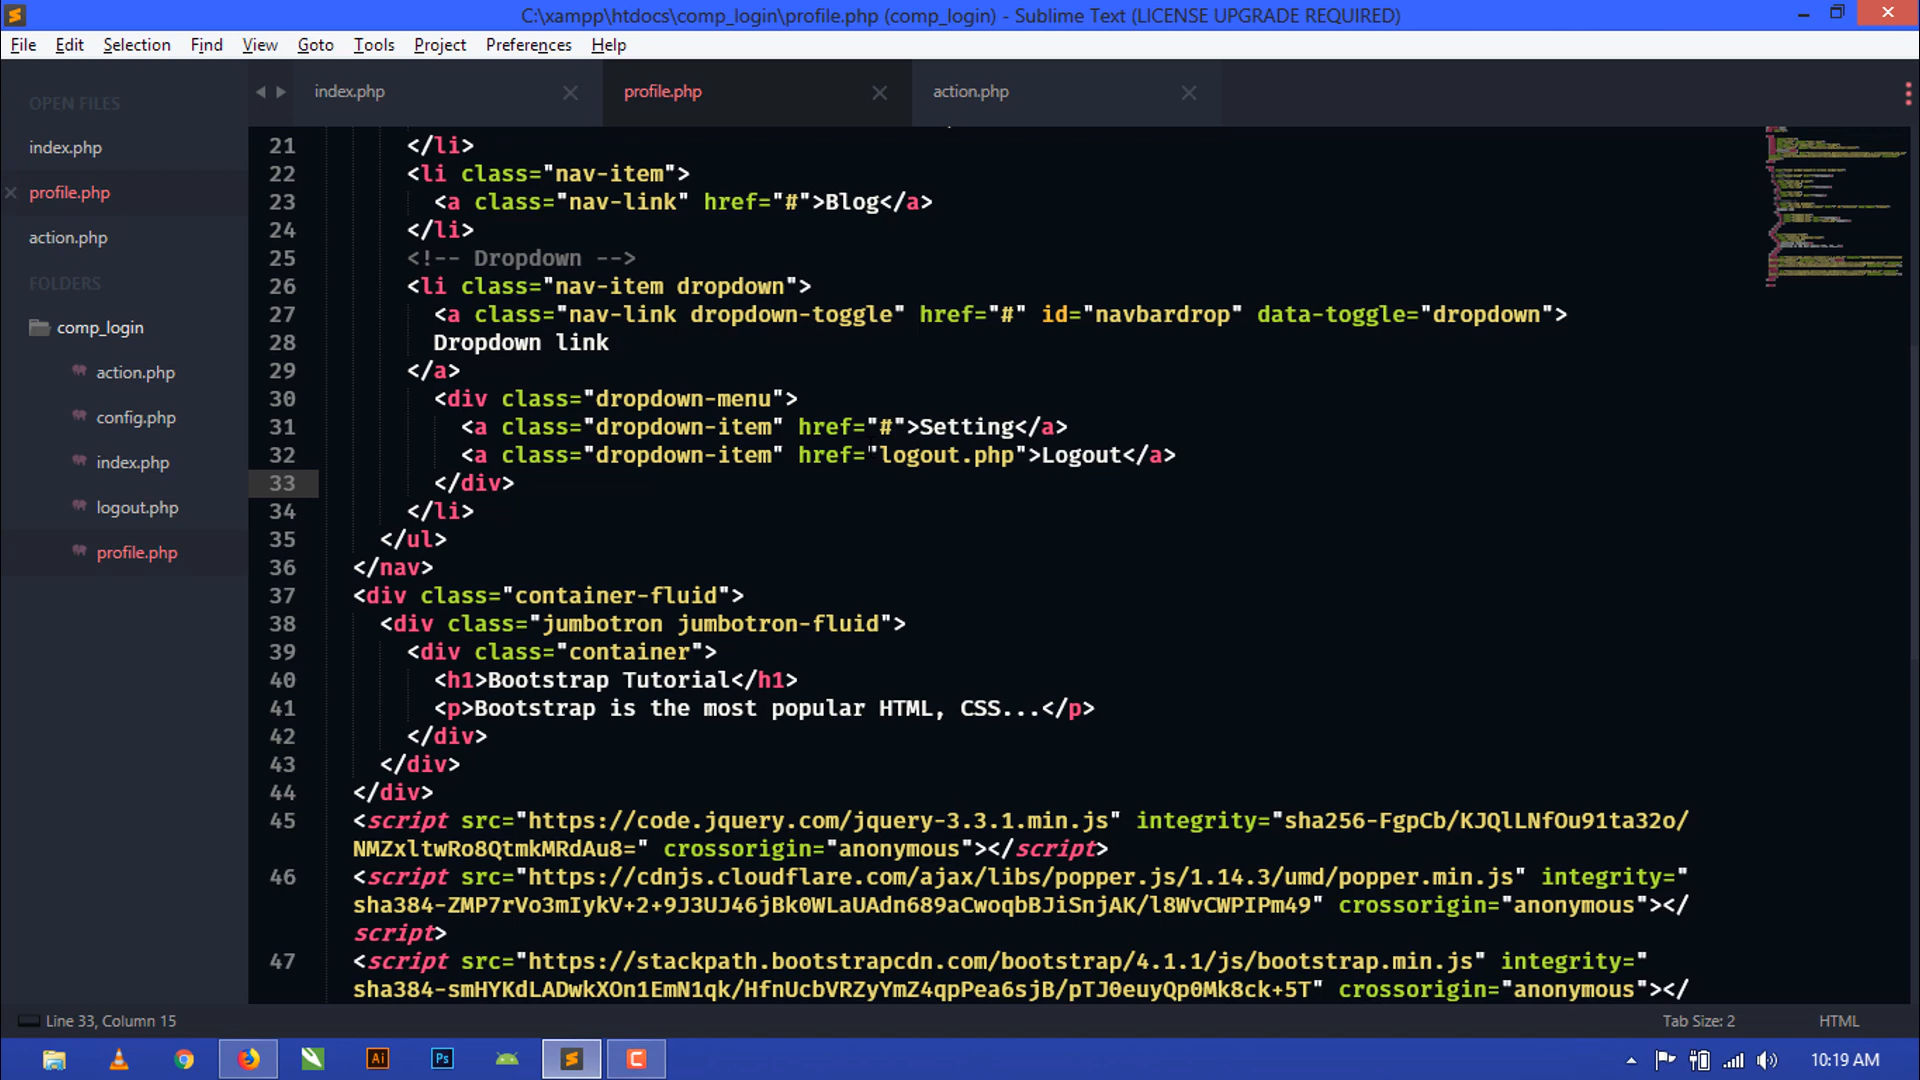 C:\xampp\htdocs\comp_login\profile.php (comp_login) - Sublime Text (LICENSE UPGRADE REQUIRED)
File Edit Selection Find View Goto Tools Project Preferences Help
OPEN FILES
index.php
profile.php
action.php
FOLDERS
comp_login
action.php
config.php
index.php
logout.php
profile.php
index.php profile.php action.php
21 </li>
22 <li class="nav-item">
23 <a class="nav-link" href="#">Blog</a>
24 </li>
25 <!-- Dropdown -->
26 <li class="nav-item dropdown">
27 <a class="nav-link dropdown-toggle" href="#" id="navbardrop" data-toggle="dropdown">
28 Dropdown link
29 </a>
30 <div class="dropdown-menu">
31 <a class="dropdown-item" href="#">Setting</a>
32 <a class="dropdown-item" href="logout.php">Logout</a>
33 </div>
34 </li>
35 </ul>
36 </nav>
37 <div class="container-fluid">
38 <div class="jumbotron jumbotron-fluid">
39 <div class="container">
40 <h1>Bootstrap Tutorial</h1>
41 <p>Bootstrap is the most popular HTML, CSS...</p>
42 </div>
43 </div>
44 </div>
45 <script src="https://code.jquery.com/jquery-3.3.1.min.js" integrity="sha256-FgpCb/KJQlLNfOu91ta32o/
NMZxltwRo8QtmkMRdAu8=" crossorigin="anonymous"></script>
46 <script src="https://cdnjs.cloudflare.com/ajax/libs/popper.js/1.14.3/umd/popper.min.js" integrity="
sha384-ZMP7rVo3mIykV+2+9J3UJ46jBk0WLaUAdn689aCwoqbBJiSnjAK/l8WvCWPIPm49" crossorigin="anonymous"></
script>
47 <script src="https://stackpath.bootstrapcdn.com/bootstrap/4.1.1/js/bootstrap.min.js" integrity="
sha384-smHYKdLADwkXOn1EmN1qk/HfnUcbVRZyYmZ4qpPea6sjB/pTJ0euyQp0Mk8ck+5T" crossorigin="anonymous"></
Line 33, Column 15
Tab Size: 2 HTML
Ai Ps C
10:19 AM